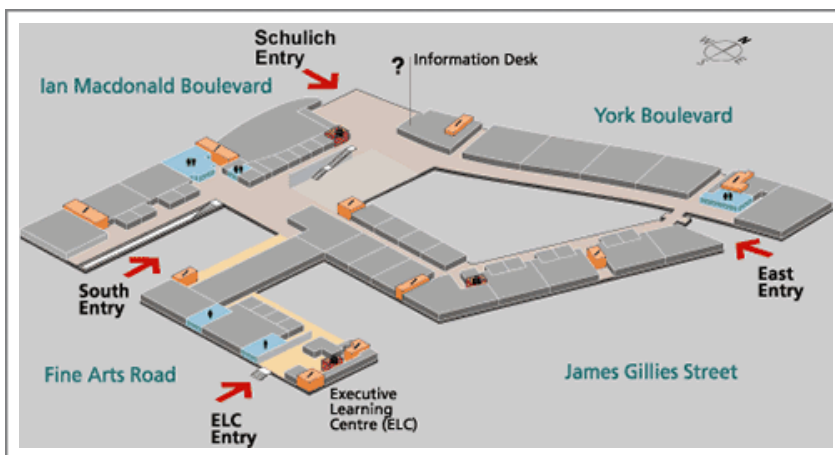 Schulich
Entry
?
Information Desk
Ian Macdonald Boulevard
York Boulevard
South
Entry
East
Entry
Fine Arts Road
James Gillies Street
ELC
Entry
Executive
Learning
Centre (ELC)